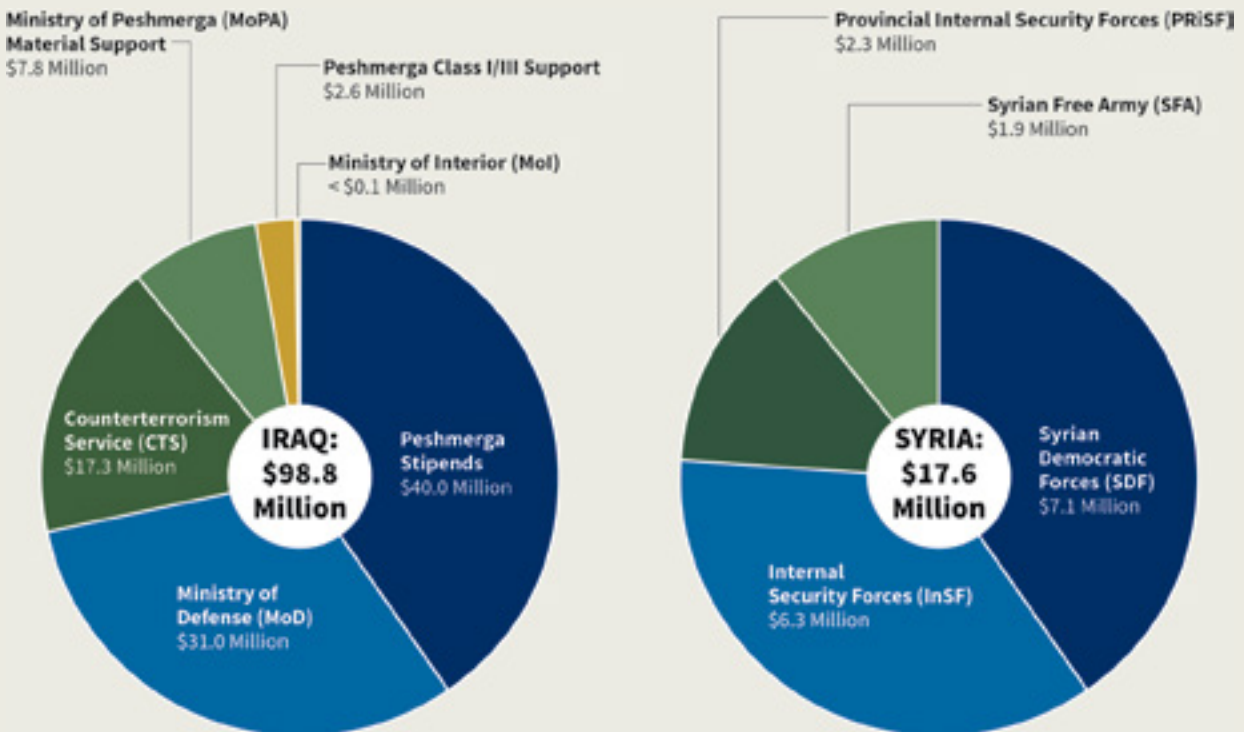 Ministry of Peshmerga (MoPA)
Material Support
$7.8 Million
Peshmerga Class I/III Support
$2.6 Million
Ministry of Interior (MoI)
< $0.1 Million
Counterterrorism
Service (CTS)
$17.3 Million
IRAQ:
$98.8
Million
Peshmerga
Stipends
$40.0 Million
Ministry of
Defense (MoD)
$31.0 Million
Provincial Internal Security Forces (PRiSF]
$2.3 Million
Syrian Free Army (SFA)
$1.9 Million
SYRIA:
$17.6
Million
Syrian
Democratic
Forces (SDF)
$7.1 Million
Internal
Security Forces (InSF)
$6.3 Million